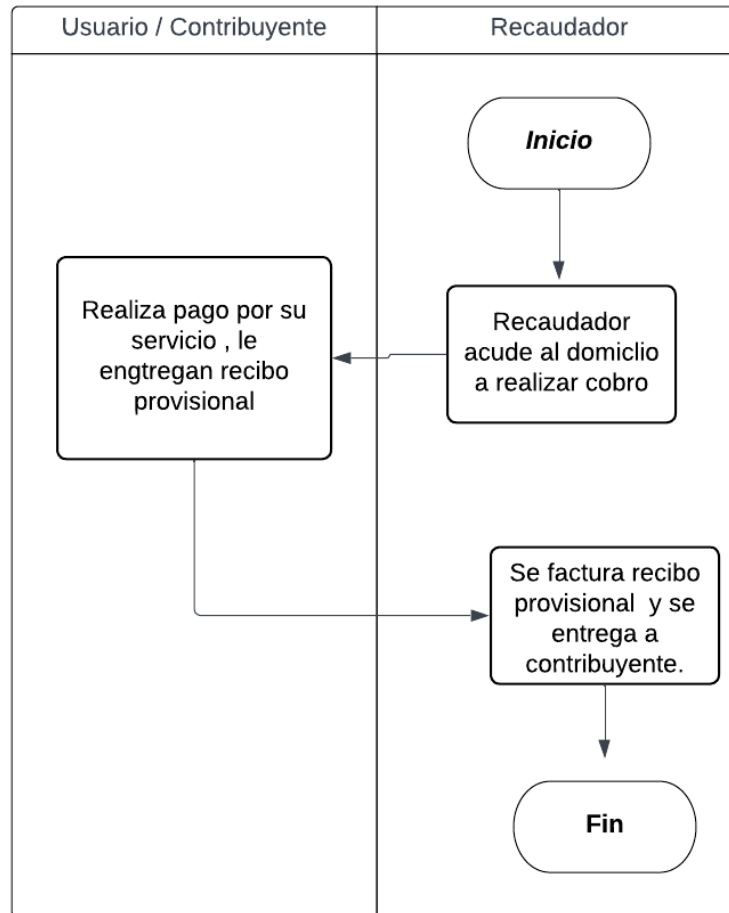 Usuario / Contribuyente
Recaudador
Inicio
Recaudador
acude al domiclio
a realizar cobro
Realiza pago por su
servicio , le
engtregan recibo
provisional
Se factura recibo
provisional y se
entrega a
contribuyente.
Fin